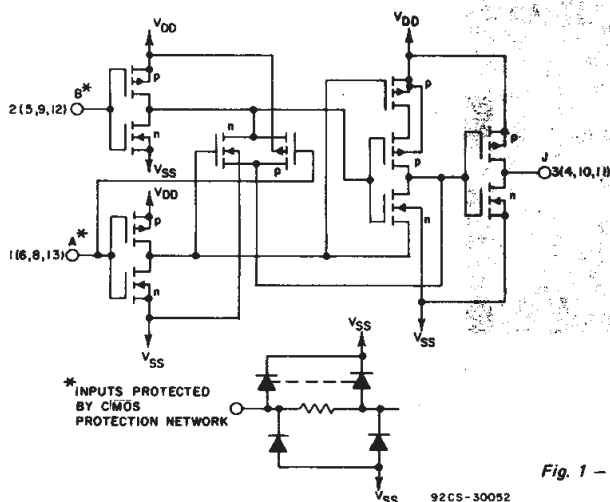 VDD
VDD
B*
p
p
2(5,9,12)
n
n
p
p
J
3(4,10,11)
VSS
VDD
p
n
n
A*
p
1(6,8,13)
n
VSS
VSS
VSS
VSS
*INPUTS PROTECTED
BY CMOS
PROTECTION NETWORK
VSS
92CS-30052
Fig. 1 –